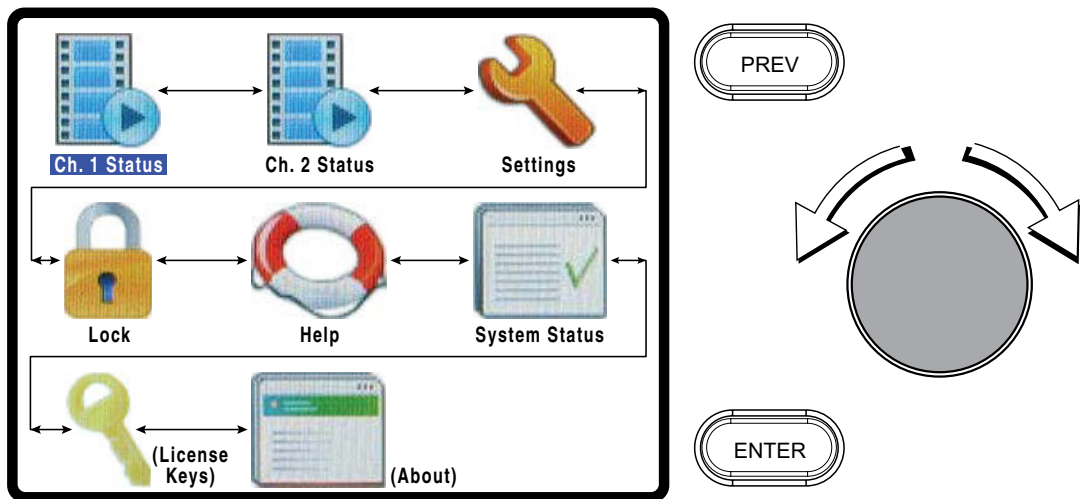 PREV
Ch. 1 Status
Ch. 2 Status
Settings
Lock
Help
System Status
(License
Keys)
(About)
ENTER